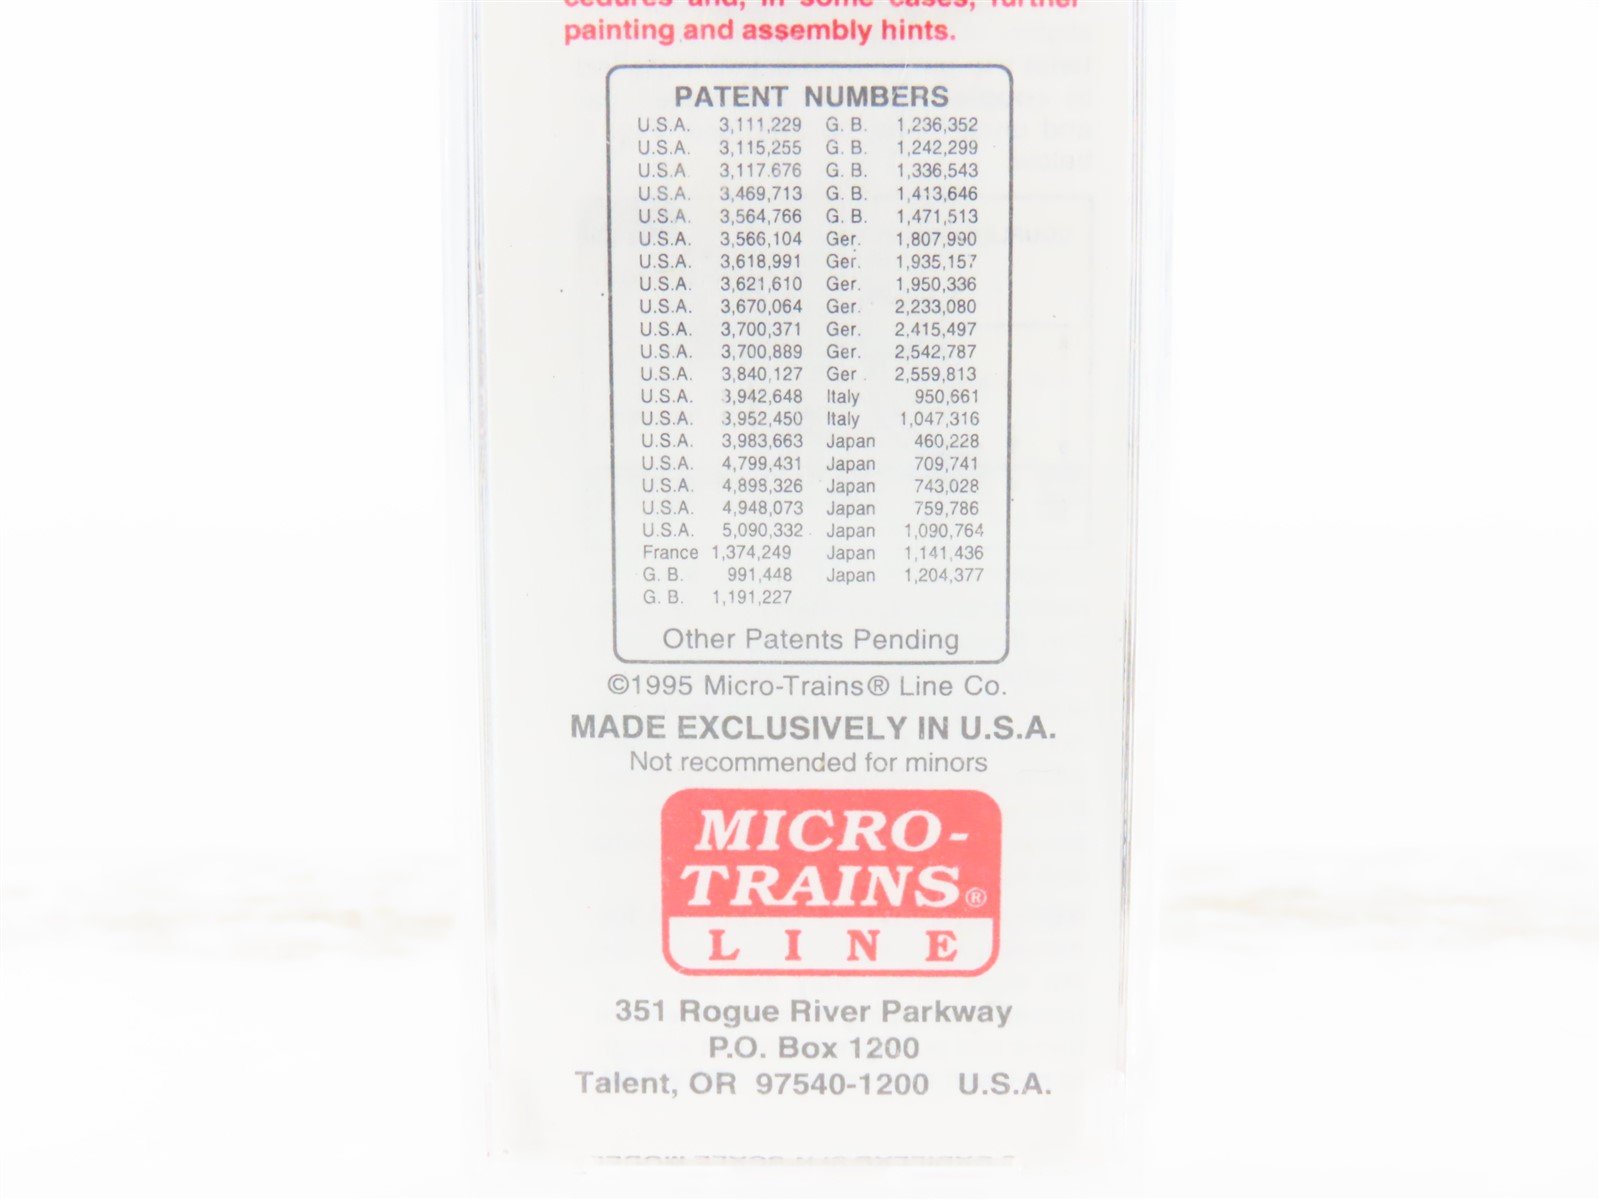 cedures and, in some cases, further
painting and assembly hints.
PATENT NUMBERS
U.S.A. 3,111,229 G. B. 1,236,352
U.S.A. 3,115,255 G. B. 1,242,299
U.S.A. 3,117.676 G. B. 1,336,543
U.S.A. 3,469,713 G. B. 1,413,646
U.S.A. 3,564,766 G. B. 1,471,513
U.S.A. 3,566,104 Ger. 1,807,990
U.S.A. 3,618,991 Ger. 1,935,157
U.S.A. 3,621,610 Ger. 1,950,336
U.S.A. 3,670,064 Ger. 2,233,080
U.S.A. 3,700,371 Ger. 2,415,497
U.S.A. 3,700,889 Ger. 2,542,787
U.S.A. 3,840,127 Ger. 2,559,813
U.S.A. 3,942,648 Italy 950,661
U.S.A. 3,952,450 Italy 1,047,316
U.S.A. 3,983,663 Japan 460,228
U.S.A. 4,799,431 Japan 709,741
U.S.A. 4,898,326 Japan 743,028
U.S.A. 4,948,073 Japan 759,786
U.S.A. 5,090,332 Japan 1,090,764
France 1,374,249 Japan 1,141,436
G. B. 991,448 Japan 1,204,377
G. B. 1,191,227
Other Patents Pending
©1995 Micro-Trains® Line Co.
MADE EXCLUSIVELY IN U.S.A.
Not recommended for minors
MICRO-
TRAINS®
LINE
351 Rogue River Parkway
P.O. Box 1200
Talent, OR 97540-1200 U.S.A.